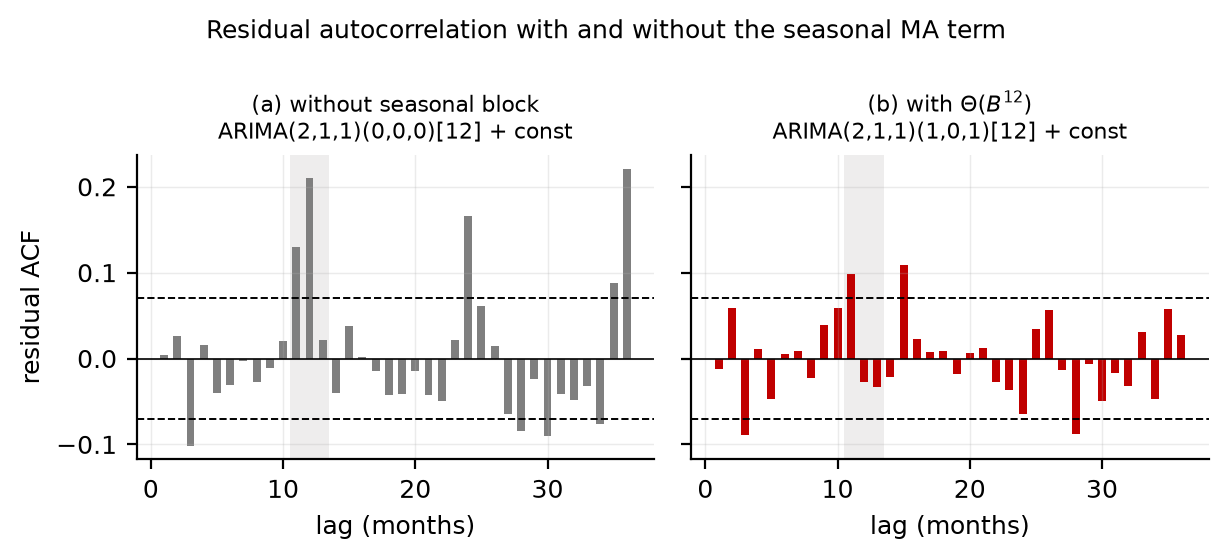 Residual autocorrelation with and without the seasonal MA term
(a) without seasonal block
ARIMA(2,1,1)(0,0,0)[12] + const
(b) with Θ(B¹²)
ARIMA(2,1,1)(1,0,1)[12] + const
residual ACF
0.2
0.1
0.0
−0.1
0 10 20 30
lag (months)
0 10 20 30
lag (months)